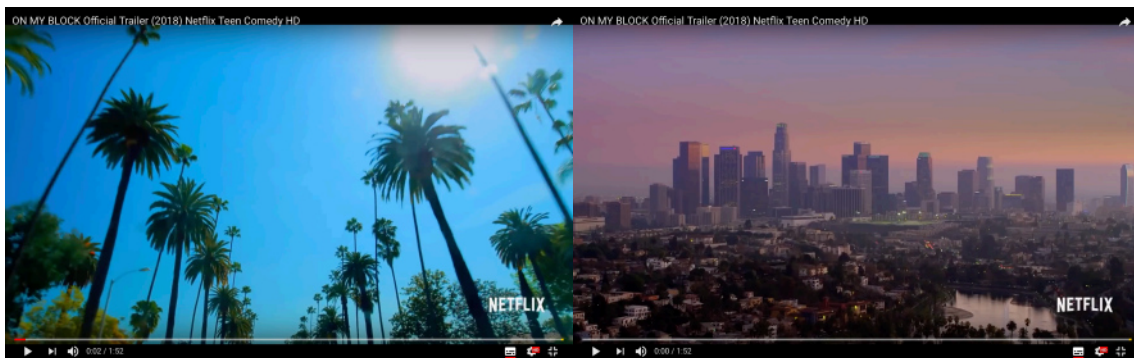 ON MY BLOCK Official Trailer (2018) Netflix Teen Comedy HD
NETFLIX
0:02 / 1:52
ON MY BLOCK Official Trailer (2018) Netflix Teen Comedy HD
NETFLIX
0:00 / 1:52